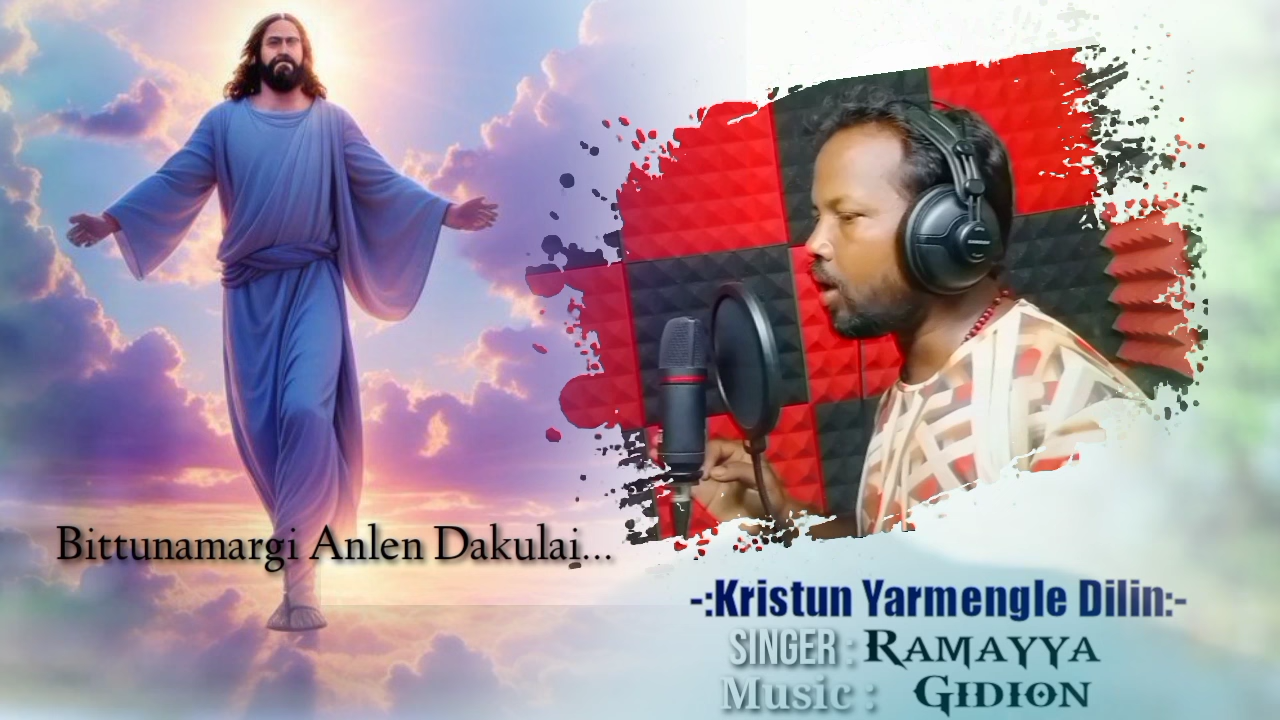 Bittunamargi Anlen Dakulai...
-:Kristun Yarmengle Dilin:-
SINGER : RAMAYYA
Music : GIDION